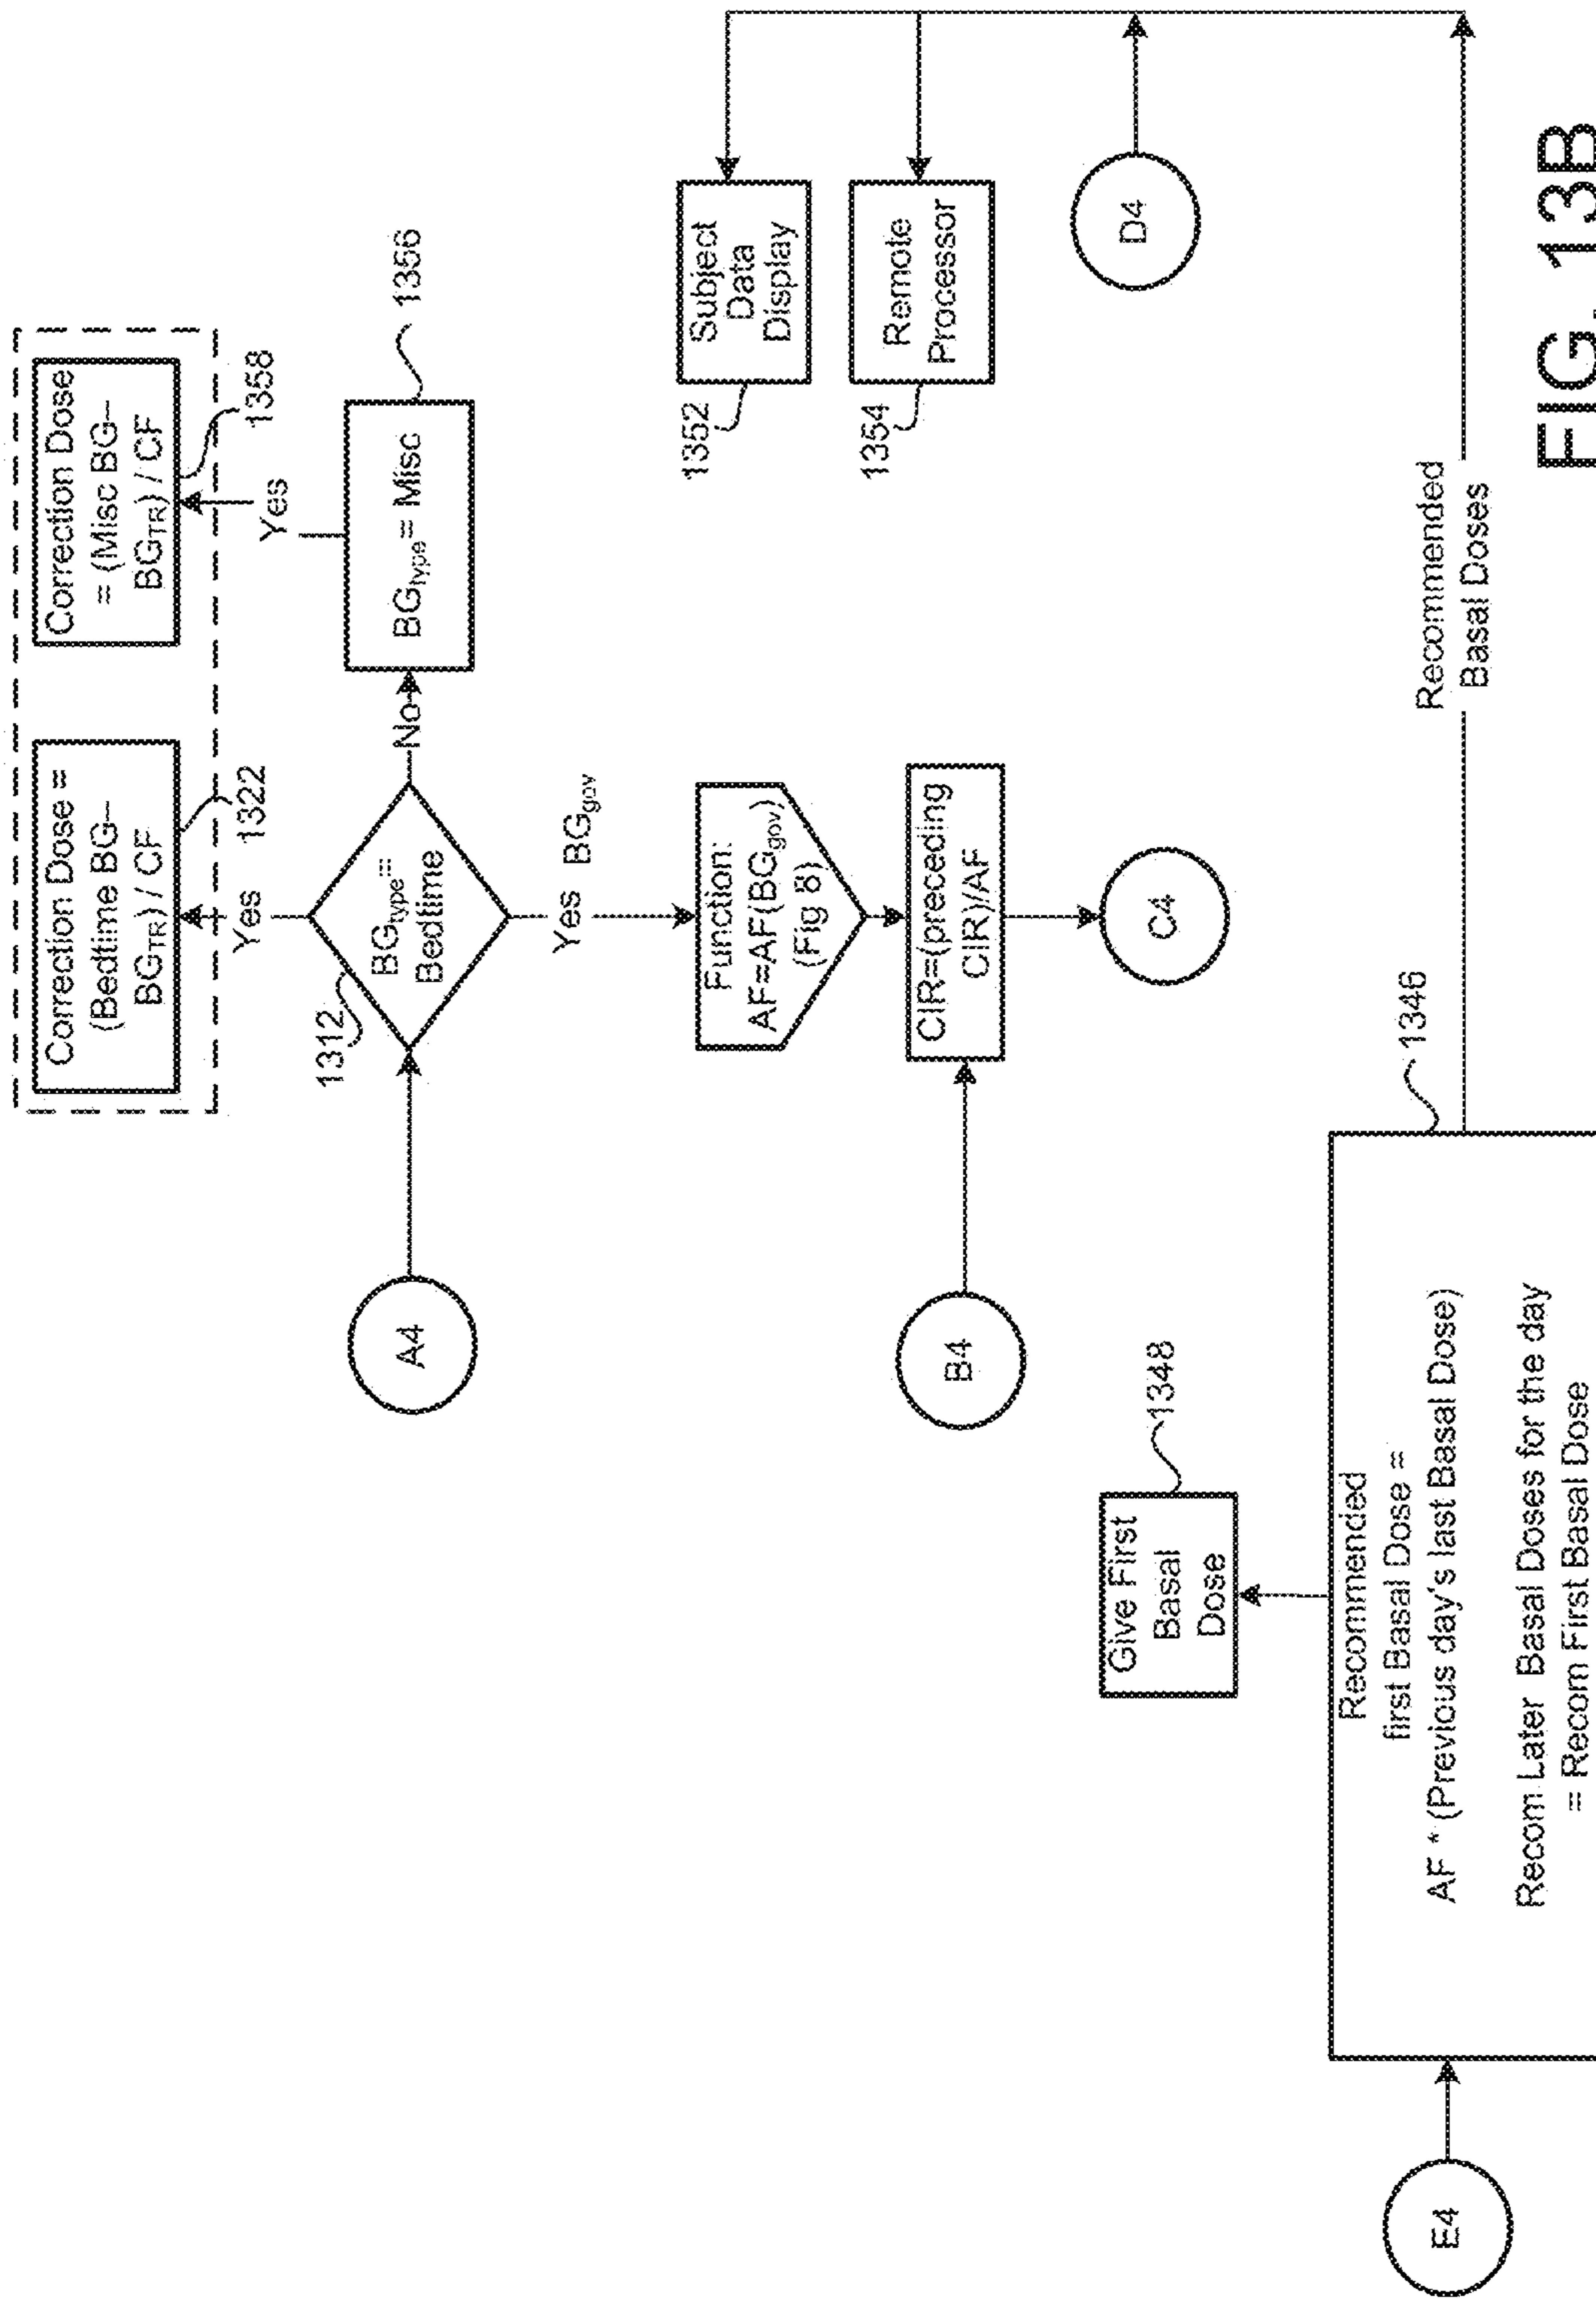 Correction Dose =
(Bedtime BG–
BGTR) / CF
1322
Correction Dose
= (Misc BG–
BGTR) / CF
1358
Yes
Yes
A4
1312
BGtype=
Bedtime
No
BGtype= Misc
1356
Yes BGgov
Function:
AF=AF(BGgov)
(Fig 8)
B4
CIR=(preceding
CIR)/AF
C4
1352
Subject
Data
Display
1354
Remote
Processor
D4
Give First
Basal
Dose
1348
E4
Recommended
first Basal Dose =
AF * (Previous day's last Basal Dose)
Recom Later Basal Doses for the day
= Recom First Basal Dose
1346
Recommended
Basal Doses
FIG. 13B